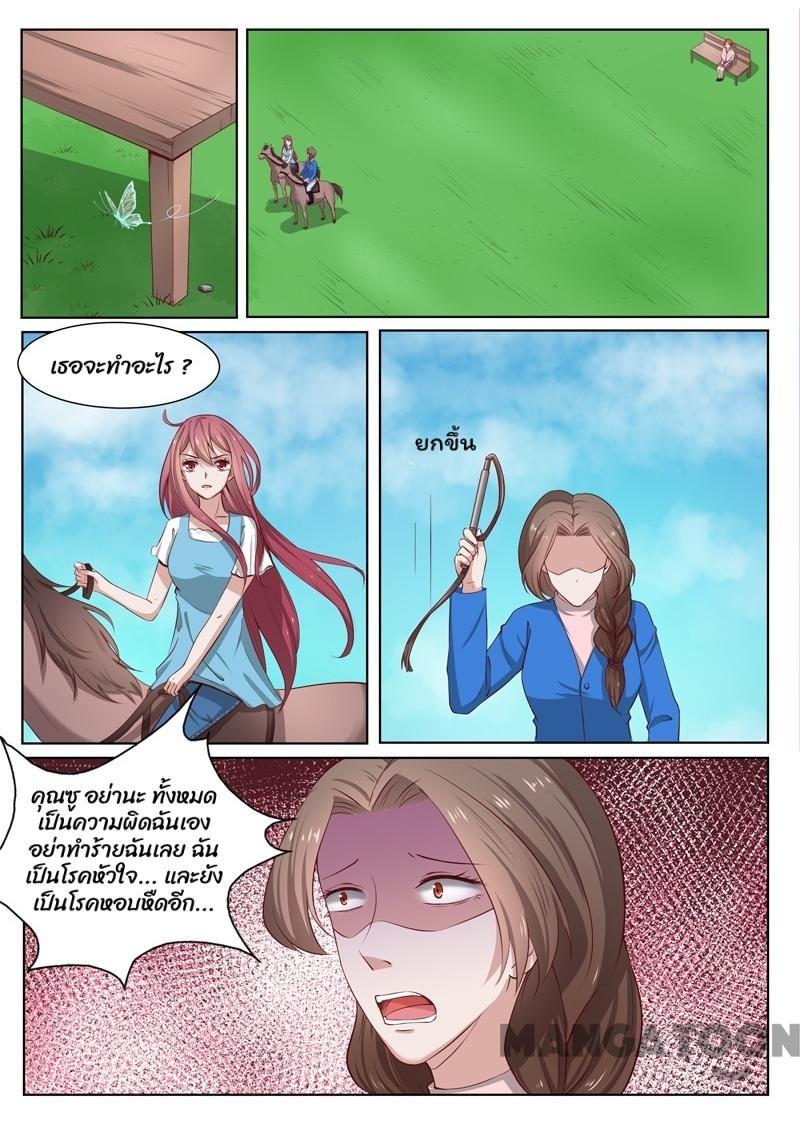 เธอจะทำอะไร ?
ยกขึ้น
คุณซู อย่านะ ทั้งหมด
เป็นความผิดฉันเอง
อย่าทำร้ายฉันเลย ฉัน
เป็นโรคหัวใจ... และยัง
เป็นโรคหอบหืดอีก...
MANGATOON